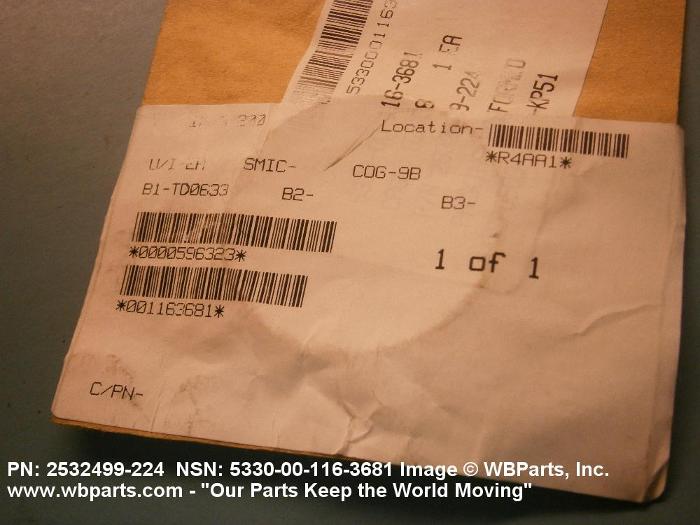 5330001163
16-3681
1 EA
9-224
-KP51
Location-
*R4AA1*
SMIC-
COG-9B
B1-TD0633
B2-
B3-
*0000596323*
1 of 1
*001163681*
C/PN-
PN: 2532499-224 NSN: 5330-00-116-3681 Image © WBParts, Inc.
www.wbparts.com - "Our Parts Keep the World Moving"